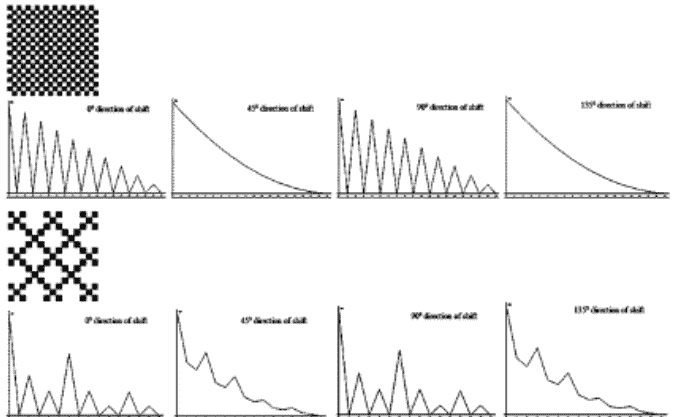 0° direction of shift
45° direction of shift
90° direction of shift
135° direction of shift
0° direction of shift
45° direction of shift
90° direction of shift
135° direction of shift